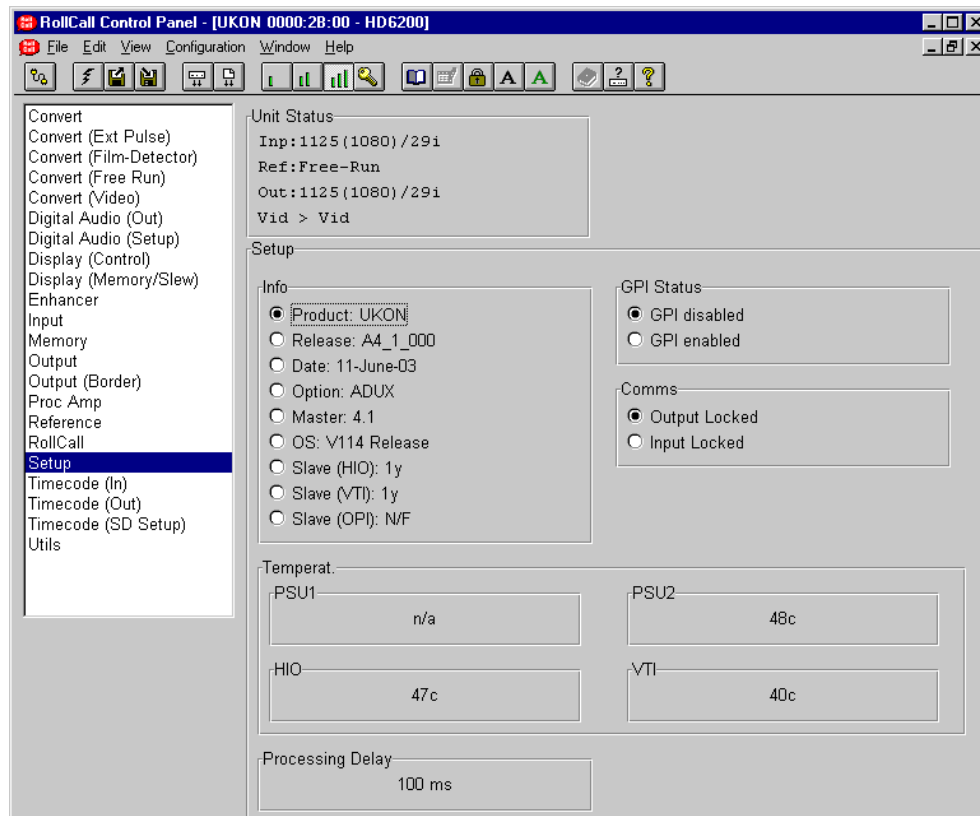 RollCall Control Panel - [UKON 0000:2B:00 - HD6200]
File Edit View Configuration Window Help
A A
Convert
Convert (Ext Pulse)
Convert (Film-Detector)
Convert (Free Run)
Convert (Video)
Digital Audio (Out)
Digital Audio (Setup)
Display (Control)
Display (Memory/Slew)
Enhancer
Input
Memory
Output
Output (Border)
Proc Amp
Reference
RollCall
Setup
Timecode (In)
Timecode (Out)
Timecode (SD Setup)
Utils
Unit Status
Inp:1125(1080)/29i
Ref:Free-Run
Out:1125(1080)/29i
Vid > Vid
Setup
Info
Product: UKON
Release: A4_1_000
Date: 11-June-03
Option: ADUX
Master: 4.1
OS: V114 Release
Slave (HIO): 1y
Slave (VTI): 1y
Slave (OPI): N/F
GPI Status
GPI disabled
GPI enabled
Comms
Output Locked
Input Locked
Temperat.
PSU1
n/a
PSU2
48c
HIO
47c
VTI
40c
Processing Delay
100 ms